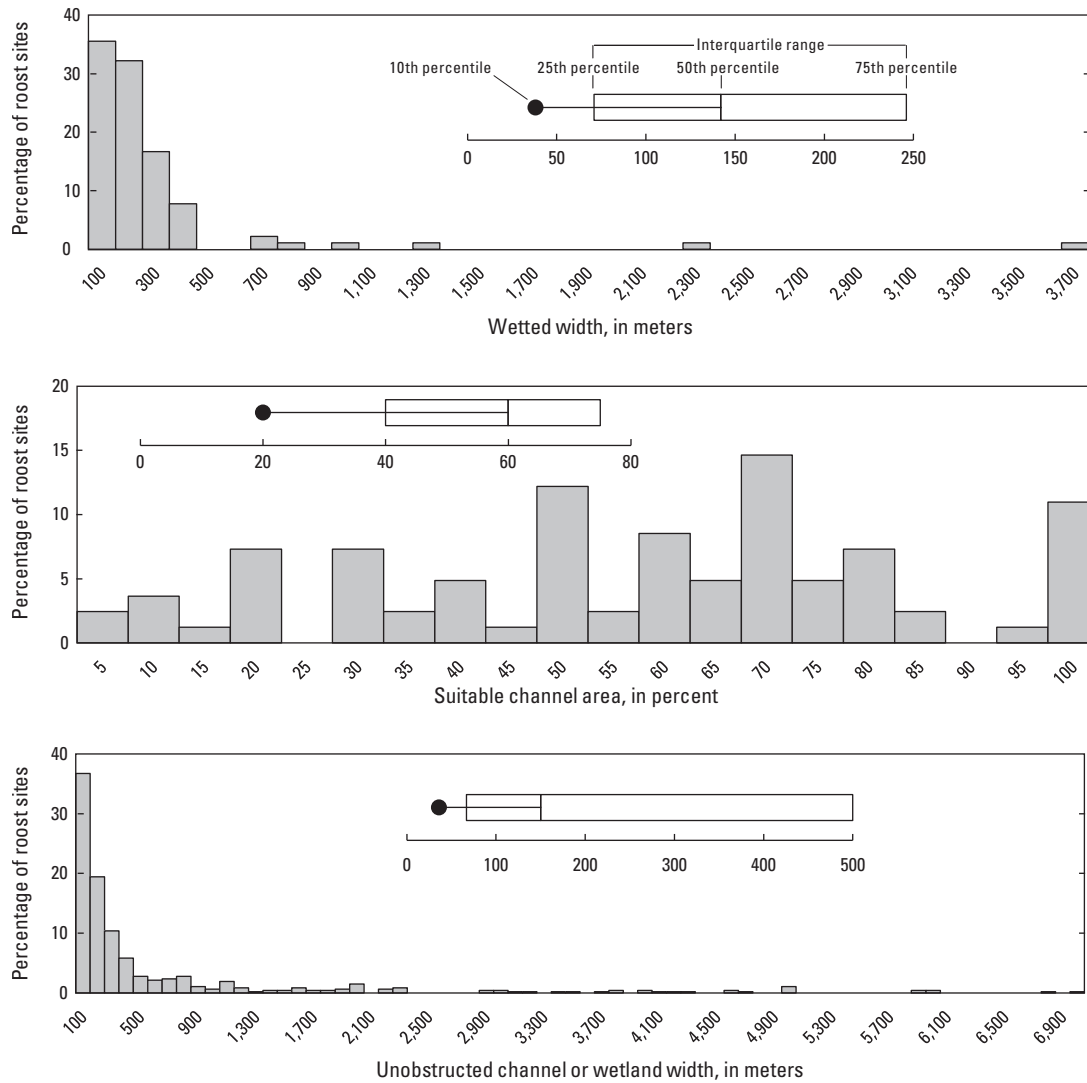 Percentage of roost sites
40
30
20
10
0
Interquartile range
10th percentile 25th percentile 50th percentile 75th percentile
0 50 100 150 200 250
100 300 500 700 900 1,100 1,300 1,500 1,700 1,900 2,100 2,300 2,500 2,700 2,900 3,100 3,300 3,500 3,700
Wetted width, in meters
Percentage of roost sites
20
15
10
5
0
0 20 40 60 80
5 10 15 20 25 30 35 40 45 50 55 60 65 70 75 80 85 90 95 100
Suitable channel area, in percent
Percentage of roost sites
40
30
20
10
0
0 100 200 300 400 500
100 500 900 1,300 1,700 2,100 2,500 2,900 3,300 3,700 4,100 4,500 4,900 5,300 5,700 6,100 6,500 6,900
Unobstructed channel or wetland width, in meters